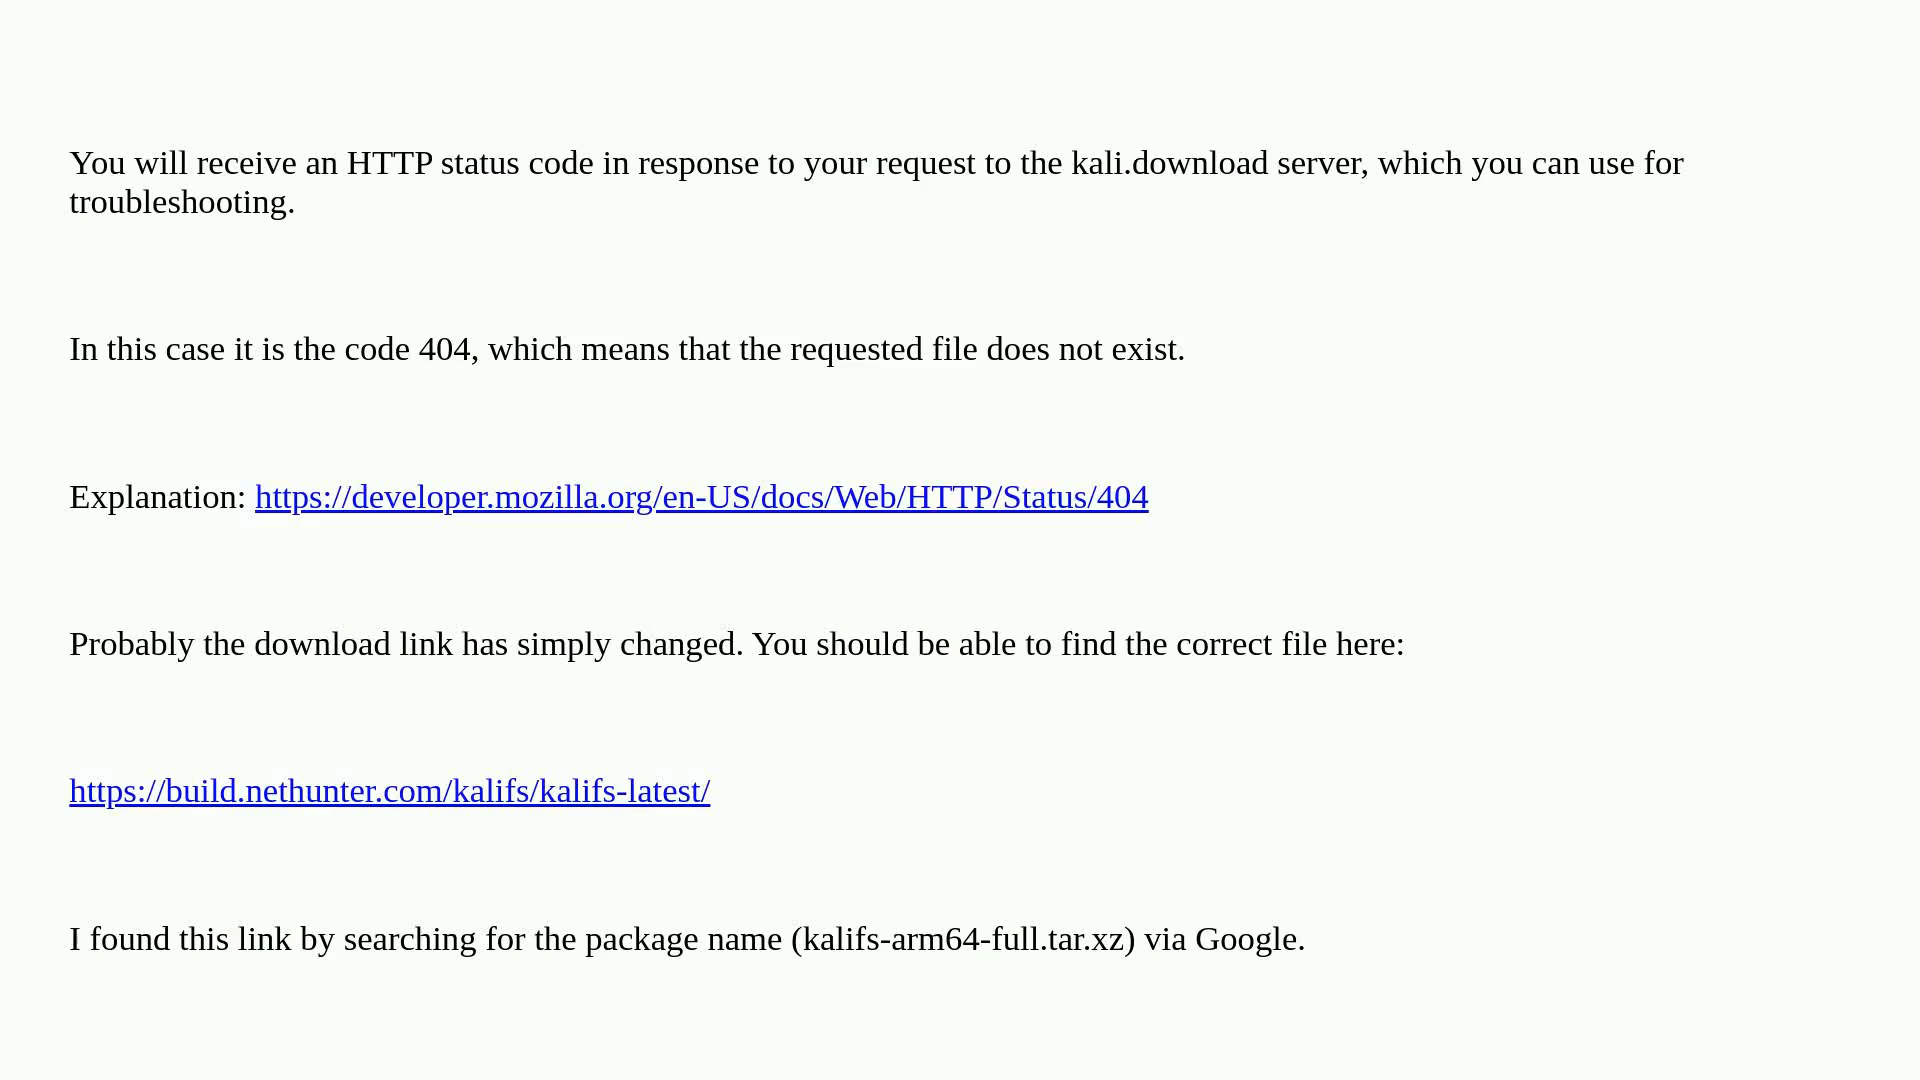 You will receive an HTTP status code in response to your request to the kali.download server, which you can use for
troubleshooting.
In this case it is the code 404, which means that the requested file does not exist.
Explanation: https://developer.mozilla.org/en-US/docs/Web/HTTP/Status/404
Probably the download link has simply changed. You should be able to find the correct file here:
https://build.nethunter.com/kalifs/kalifs-latest/
I found this link by searching for the package name (kalifs-arm64-full.tar.xz) via Google.